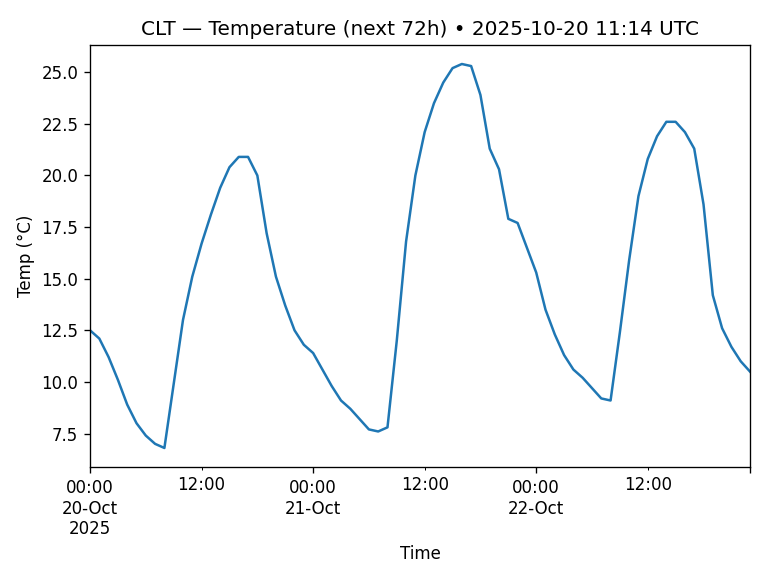 CLT — Temperature (next 72h) • 2025-10-20 11:14 UTC
Temp (°C)
25.0
22.5
20.0
17.5
15.0
12.5
10.0
7.5
00:00 12:00 00:00 12:00 00:00 12:00
20-Oct 21-Oct 22-Oct
2025
Time